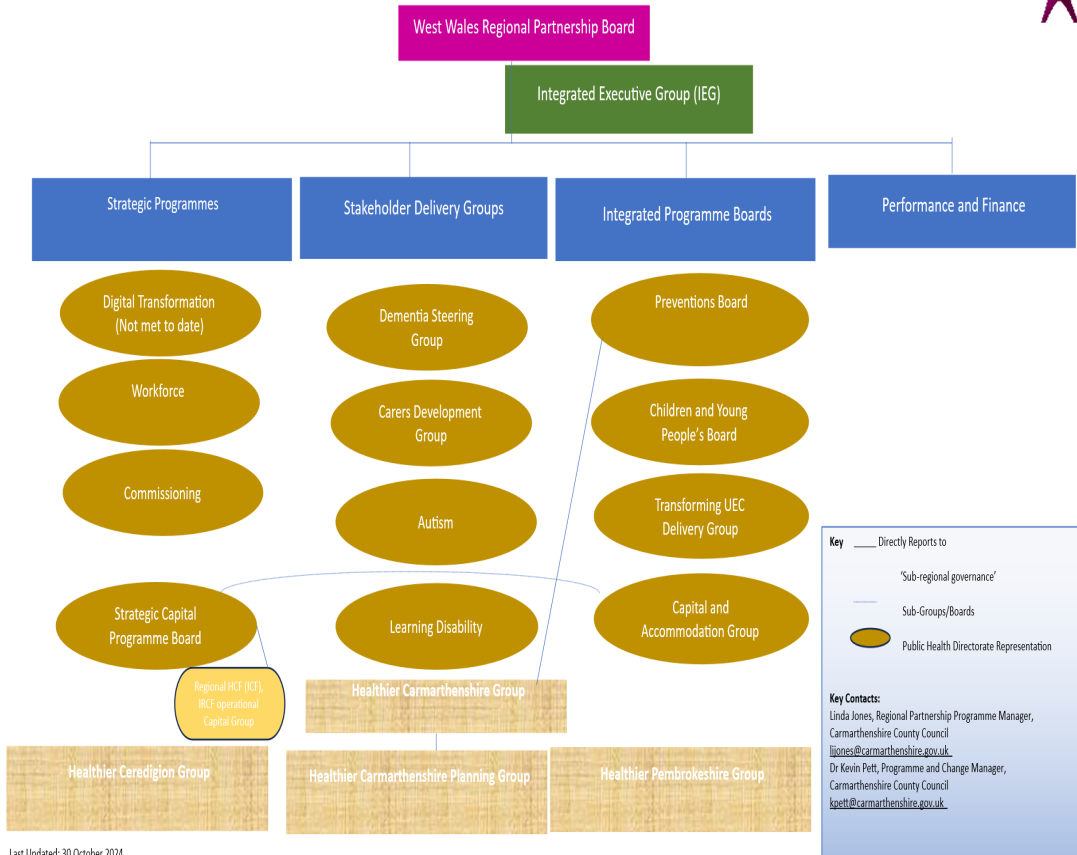 West Wales Regional Partnership Board
Integrated Executive Group (IEG)
Strategic Programmes
Stakeholder Delivery Groups
Integrated Programme Boards
Performance and Finance
Digital Transformation
(Not met to date)
Workforce
Commissioning
Strategic Capital
Programme Board
Regional HCF (ICF),
IRCF operational
Capital Group
Dementia Steering
Group
Carers Development
Group
Autism
Learning Disability
Preventions Board
Children and Young
People's Board
Transforming UEC
Delivery Group
Capital and
Accommodation Group
Healthier Carmarthenshire Group
Healthier Ceredigion Group
Healthier Carmarthenshire Planning Group
Healthier Pembrokeshire Group
Key ____ Directly Reports to
'Sub-regional governance'
Sub-Groups/Boards
Public Health Directorate Representation
Key Contacts:
Linda Jones, Regional Partnership Programme Manager,
Carmarthenshire County Council
lijones@carmarthenshire.gov.uk
Dr Kevin Pett, Programme and Change Manager,
Carmarthenshire County Council
kpett@carmarthenshire.gov.uk
Last Updated: 30 October 2024